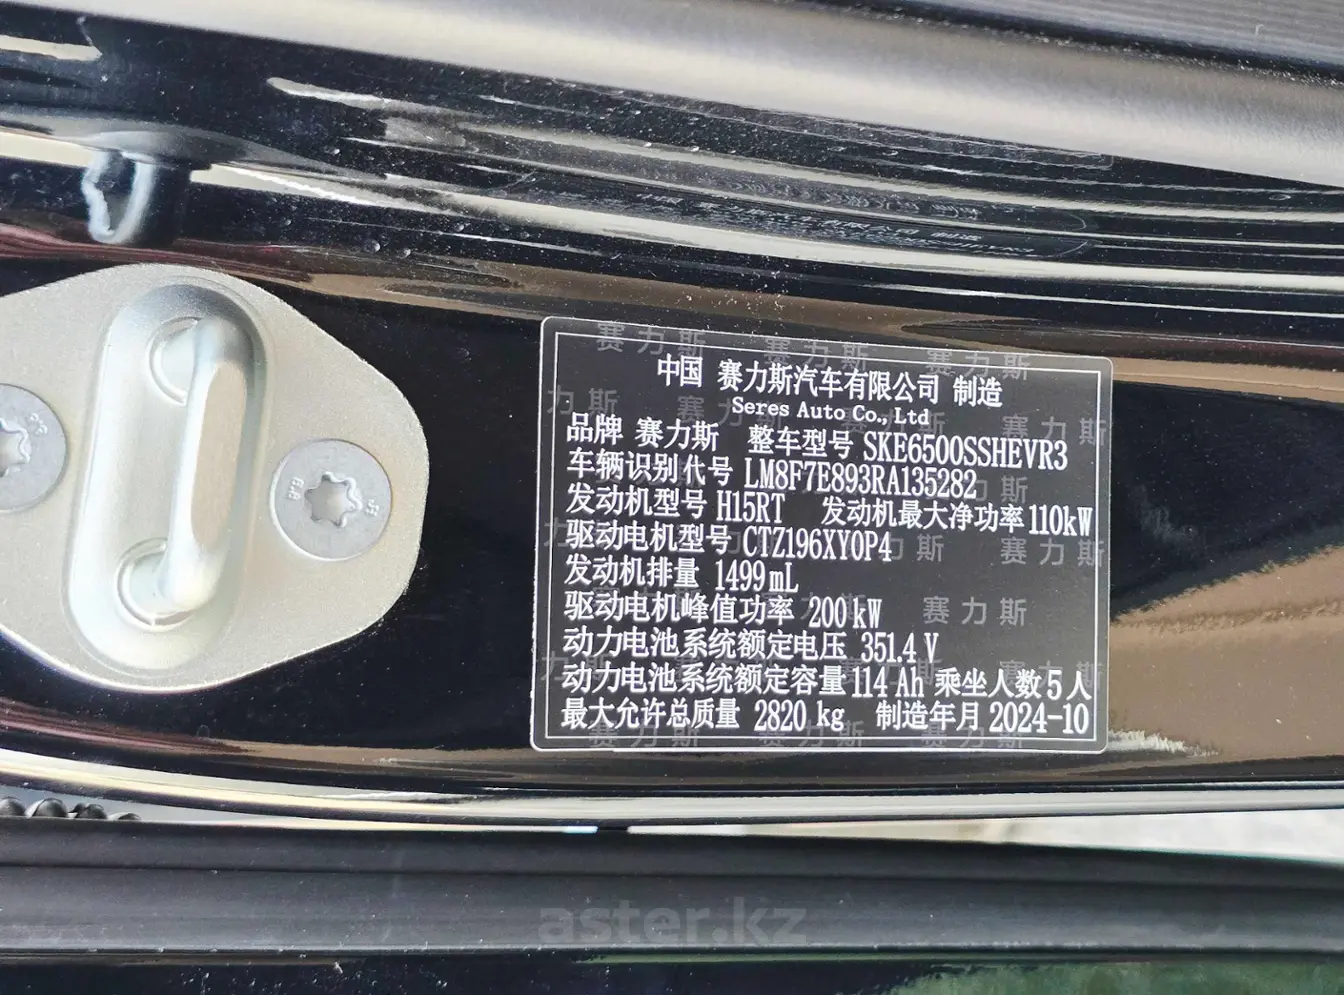 中国 赛力斯汽车有限公司 制造
Seres Auto Co., Ltd
品牌 赛力斯 整车型号 SKE6500SSHEVR3
车辆识别代号 LM8F7E893RA135282
发动机型号 H15RT 发动机最大净功率 110kW
驱动电机型号 CTZ196XY0P4
发动机排量 1499mL
驱动电机峰值功率 200kW
动力电池系统额定电压 351.4 V
动力电池系统额定容量 114 Ah 乘坐人数 5 人
最大允许总质量 2820 kg 制造年月 2024-10
aster.kz